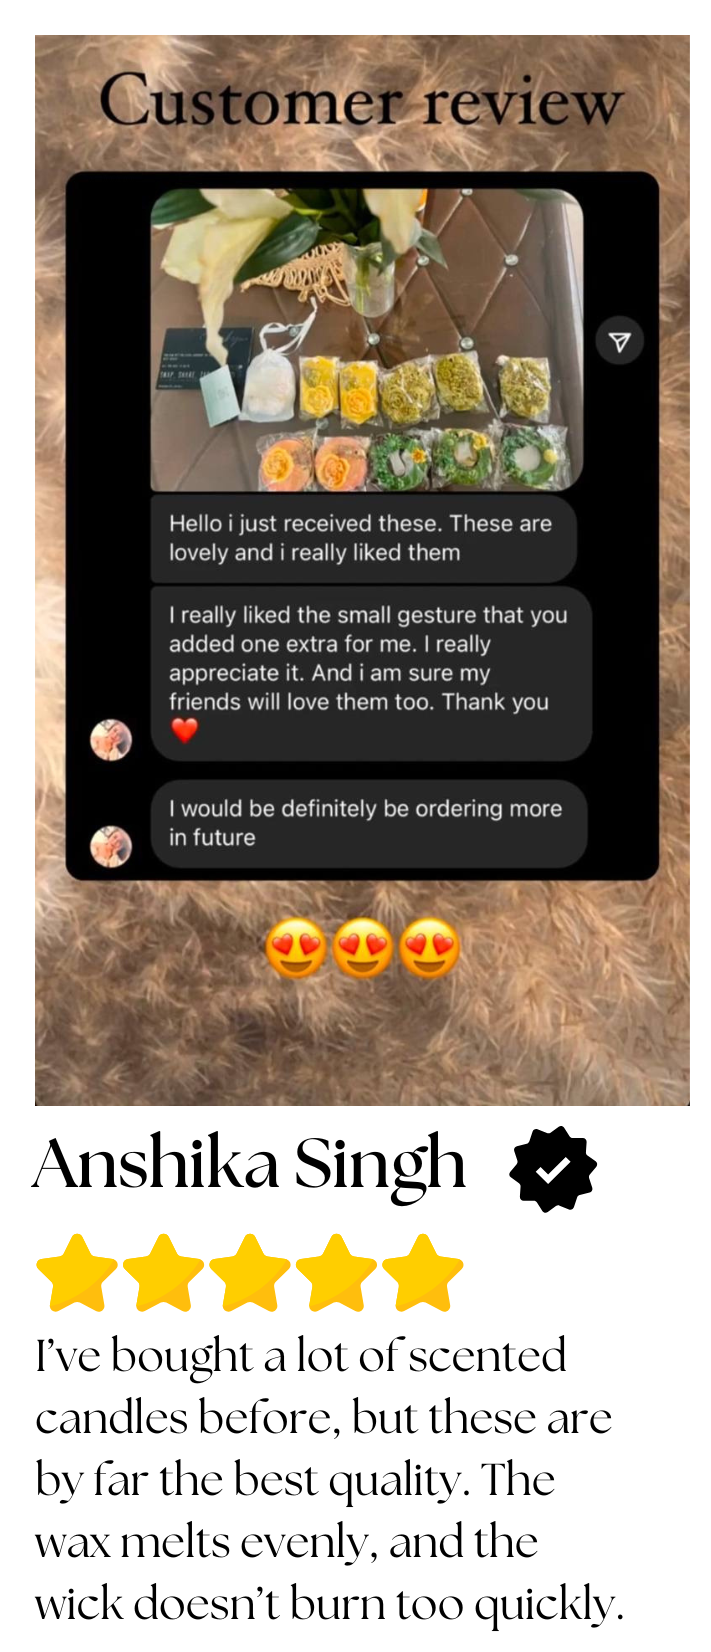 Customer review
Hello i just received these. These are
lovely and i really liked them
I really liked the small gesture that you
added one extra for me. I really
appreciate it. And i am sure my
friends will love them too. Thank you
❤️
I would be definitely be ordering more
in future
😍😍😍
Anshika Singh
I’ve bought a lot of scented
candles before, but these are
by far the best quality. The
wax melts evenly, and the
wick doesn’t burn too quickly.